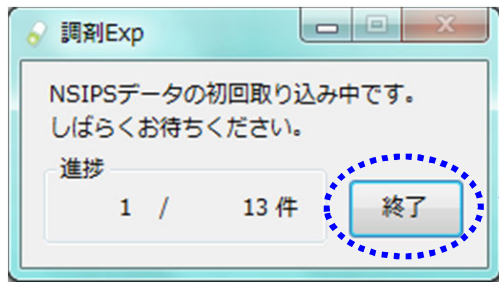 調剤Exp
NSIPSデータの初回取り込み中です。
しばらくお待ちください。
進捗
1 / 13 件
終了